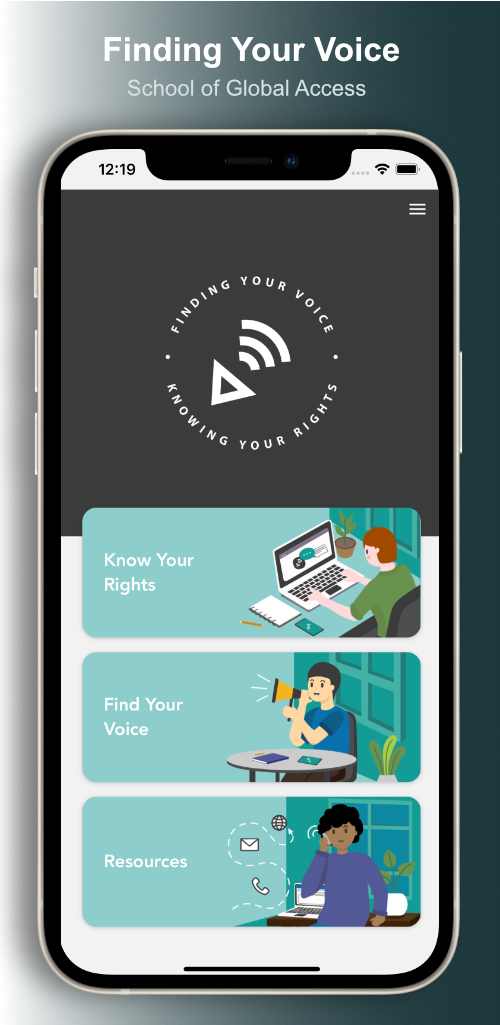 Finding Your Voice
School of Global Access
12:19
FINDING YOUR VOICE
KNOWING YOUR RIGHTS
Know Your
Rights
Find Your
Voice
Resources